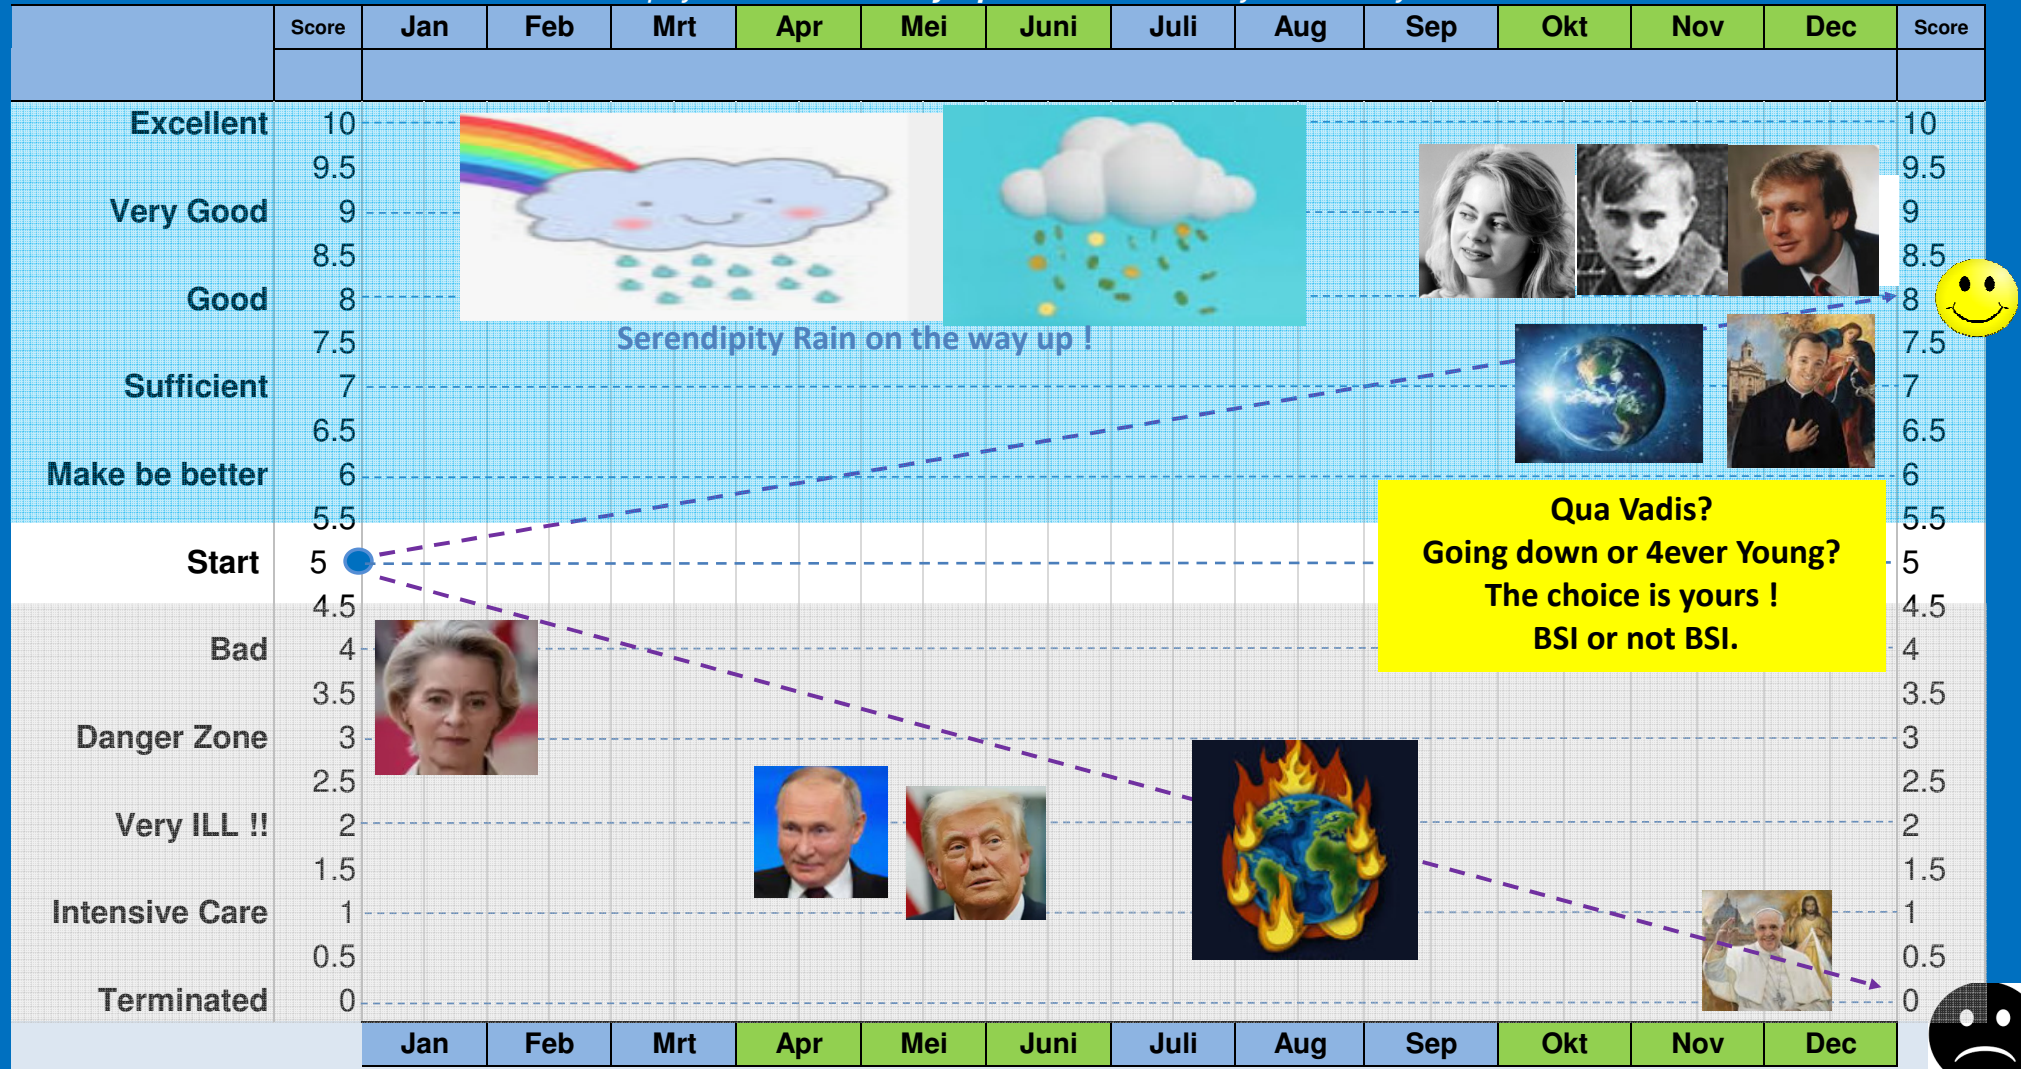 Score Jan Feb Mrt Apr Mei Juni Juli Aug Sep Okt Nov Dec Score
Excellent 10 10
9.5 9.5
Very Good 9 9
8.5 8.5
Good 8 8
7.5 Serendipity Rain on the way up ! 7.5
Sufficient 7 7
6.5 6.5
Make be better 6 6
5.5 5.5
Qua Vadis?
Going down or 4ever Young?
The choice is yours !
BSI or not BSI.
Start 5 5
4.5 4.5
Bad 4 4
3.5 3.5
Danger Zone 3 3
2.5 2.5
Very ILL !! 2 2
1.5 1.5
Intensive Care 1 1
0.5 0.5
Terminated 0 0
Jan Feb Mrt Apr Mei Juni Juli Aug Sep Okt Nov Dec